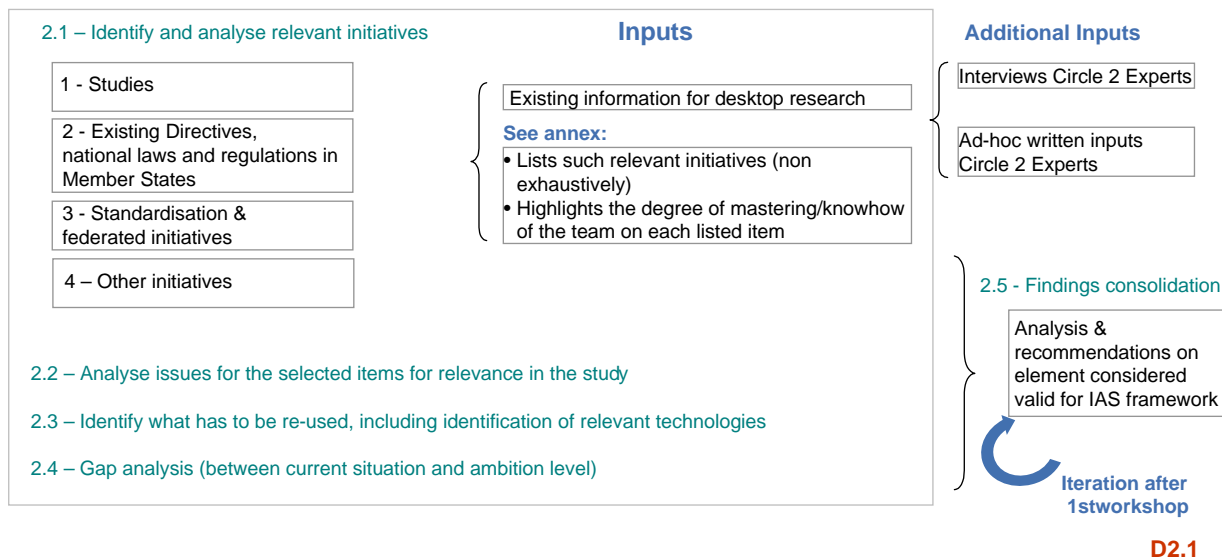 2.1 – Identify and analyse relevant initiatives
1 - Studies
2 - Existing Directives,
national laws and regulations in
Member States
3 - Standardisation &
federated initiatives
4 – Other initiatives
Inputs
Existing information for desktop research
See annex:
• Lists such relevant initiatives (non
exhaustively)
• Highlights the degree of mastering/knowhow
of the team on each listed item
Additional Inputs
Interviews Circle 2 Experts
Ad-hoc written inputs
Circle 2 Experts
2.2 – Analyse issues for the selected items for relevance in the study
2.3 – Identify what has to be re-used, including identification of relevant technologies
2.4 – Gap analysis (between current situation and ambition level)
2.5 - Findings consolidation
Analysis &
recommendations on
element considered
valid for IAS framework
Iteration after
1stworkshop
D2.1